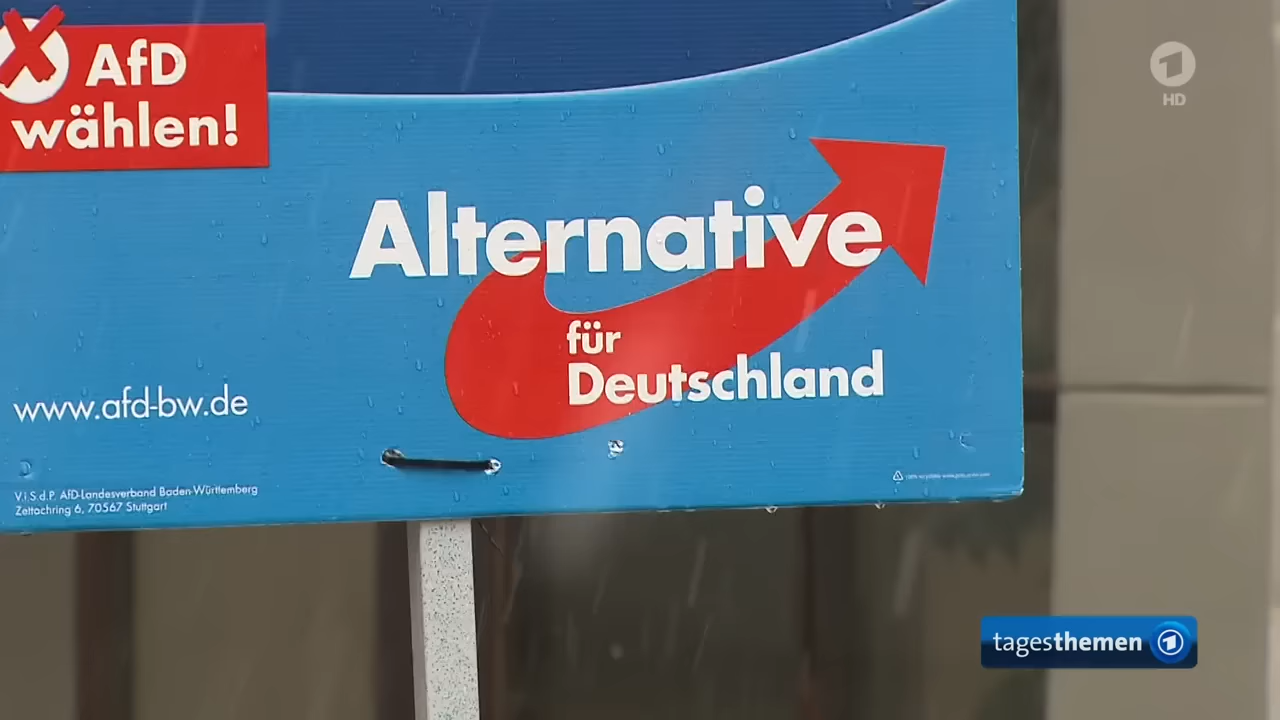 AfD
wählen!
HD
Alternative
für
Deutschland
www.afd-bw.de
V.i.S.d.P. AfD-Landesverband Baden-Württemberg
Zettachring 6, 70567 Stuttgart
tagesthemen